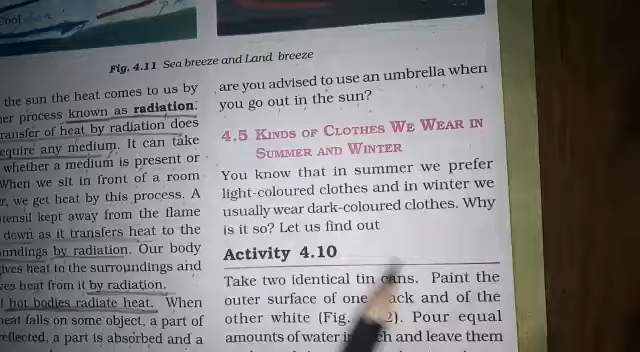 Cool
Fig. 4.11 Sea breeze and Land breeze
the sun the heat comes to us by
process known as radiation.
of heat by radiation does
any medium. It can take
whether a medium is present or
When we sit in front of a room
we get heat by this process. A
kept away from the flame
down as it transfers heat to the
by radiation. Our body
heat to the surroundings and
heat from it by radiation.
hot bodies radiate heat. When
falls on some object, a part of
a part is absorbed and a
are you advised to use an umbrella when
you go out in the sun?
4.5 KINDS OF CLOTHES WE WEAR IN
SUMMER AND WINTER
You know that in summer we prefer
light-coloured clothes and in winter we
usually wear dark-coloured clothes. Why
is it so? Let us find out
Activity 4.10
Take two identical tin cans. Paint the
outer surface of one and of the
other white (Fig. Pour equal
amounts of water and leave them